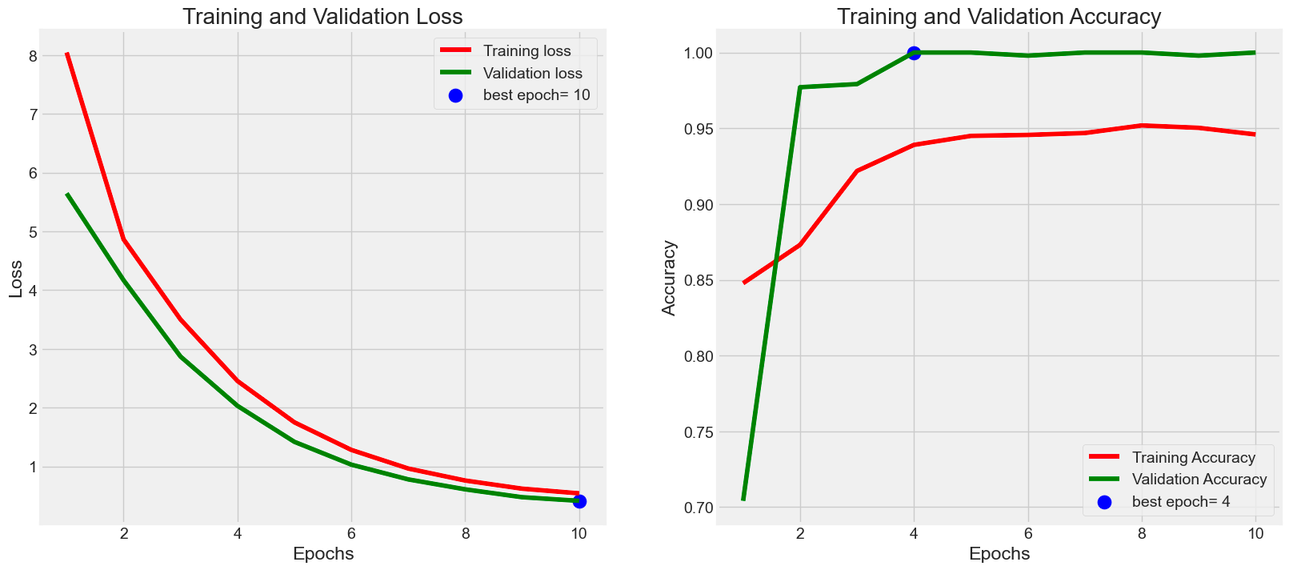 Training and Validation Loss
Training loss
Validation loss
best epoch= 10
Loss
8
7
6
5
4
3
2
1
2 4 6 8 10
Epochs
Training and Validation Accuracy
Accuracy
1.00
0.95
0.90
0.85
0.80
0.75
0.70
Training Accuracy
Validation Accuracy
best epoch= 4
2 4 6 8 10
Epochs